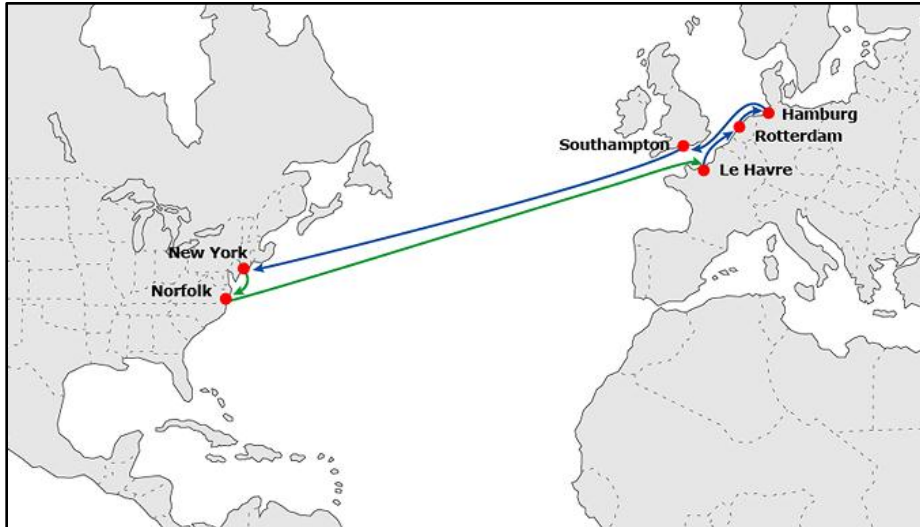 Hamburg
Rotterdam
Southampton
Le Havre
New York
Norfolk